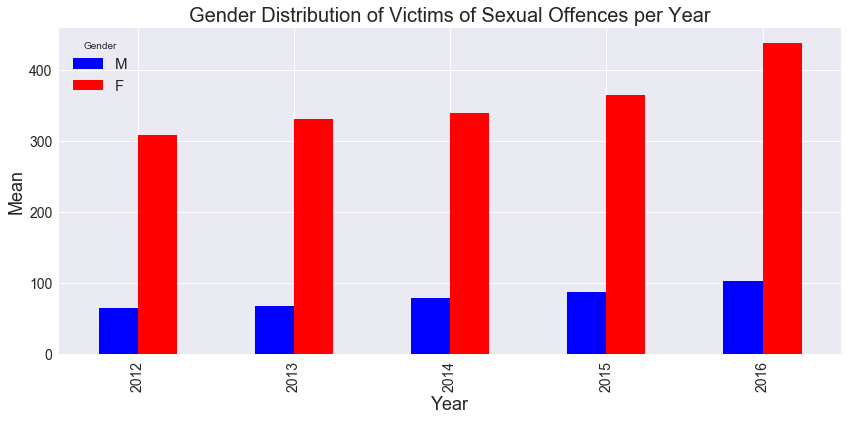 Gender Distribution of Victims of Sexual Offences per Year
Gender
M
F
400
300
200
100
0
Mean
2012 2013 2014 2015 2016
Year